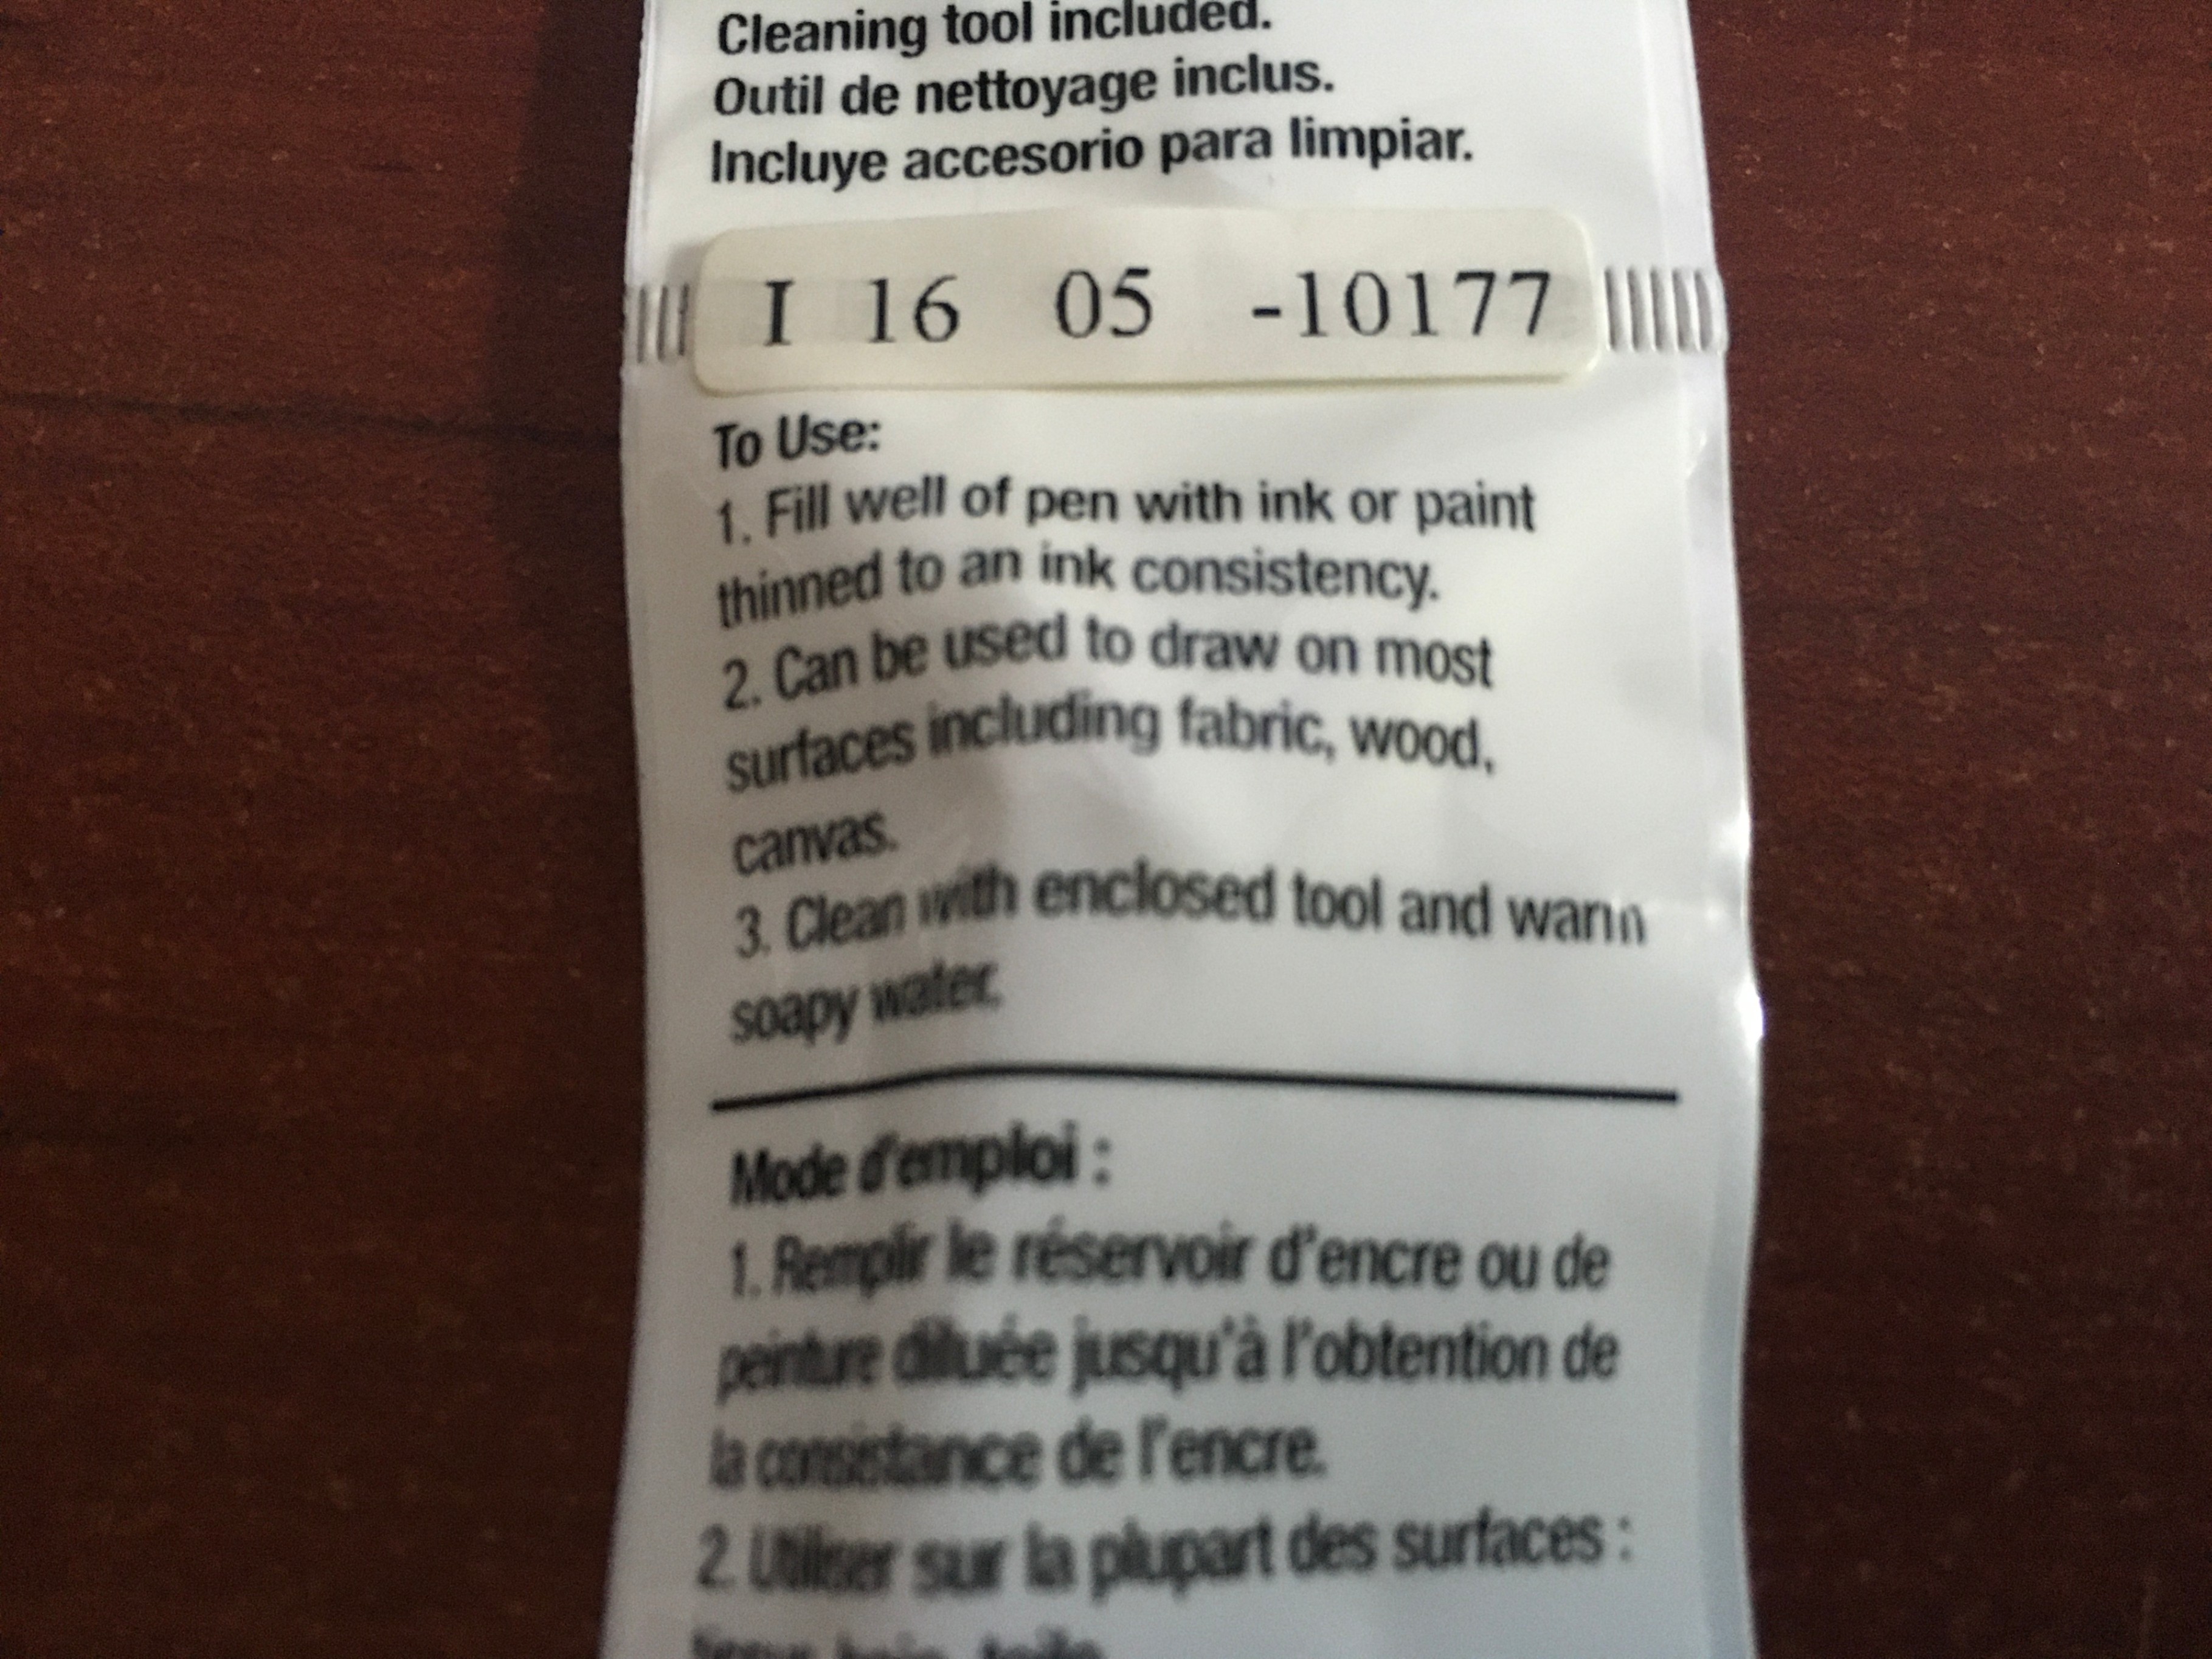 Cleaning tool included.
Outil de nettoyage inclus.
Incluye accesorio para limpiar.
I 16 05 -10177
To Use:
1. Fill well of pen with ink or paint
thinned to an ink consistency.
2. Can be used to draw on most
surfaces including fabric, wood,
canvas.
3. Clean with enclosed tool and warm
soapy water.
Mode d'emploi :
1. Remplir le réservoir d'encre ou de
peinture diluée jusqu'à l'obtention de
la consistance de l'encre.
2. Utiliser sur la plupart des surfaces :